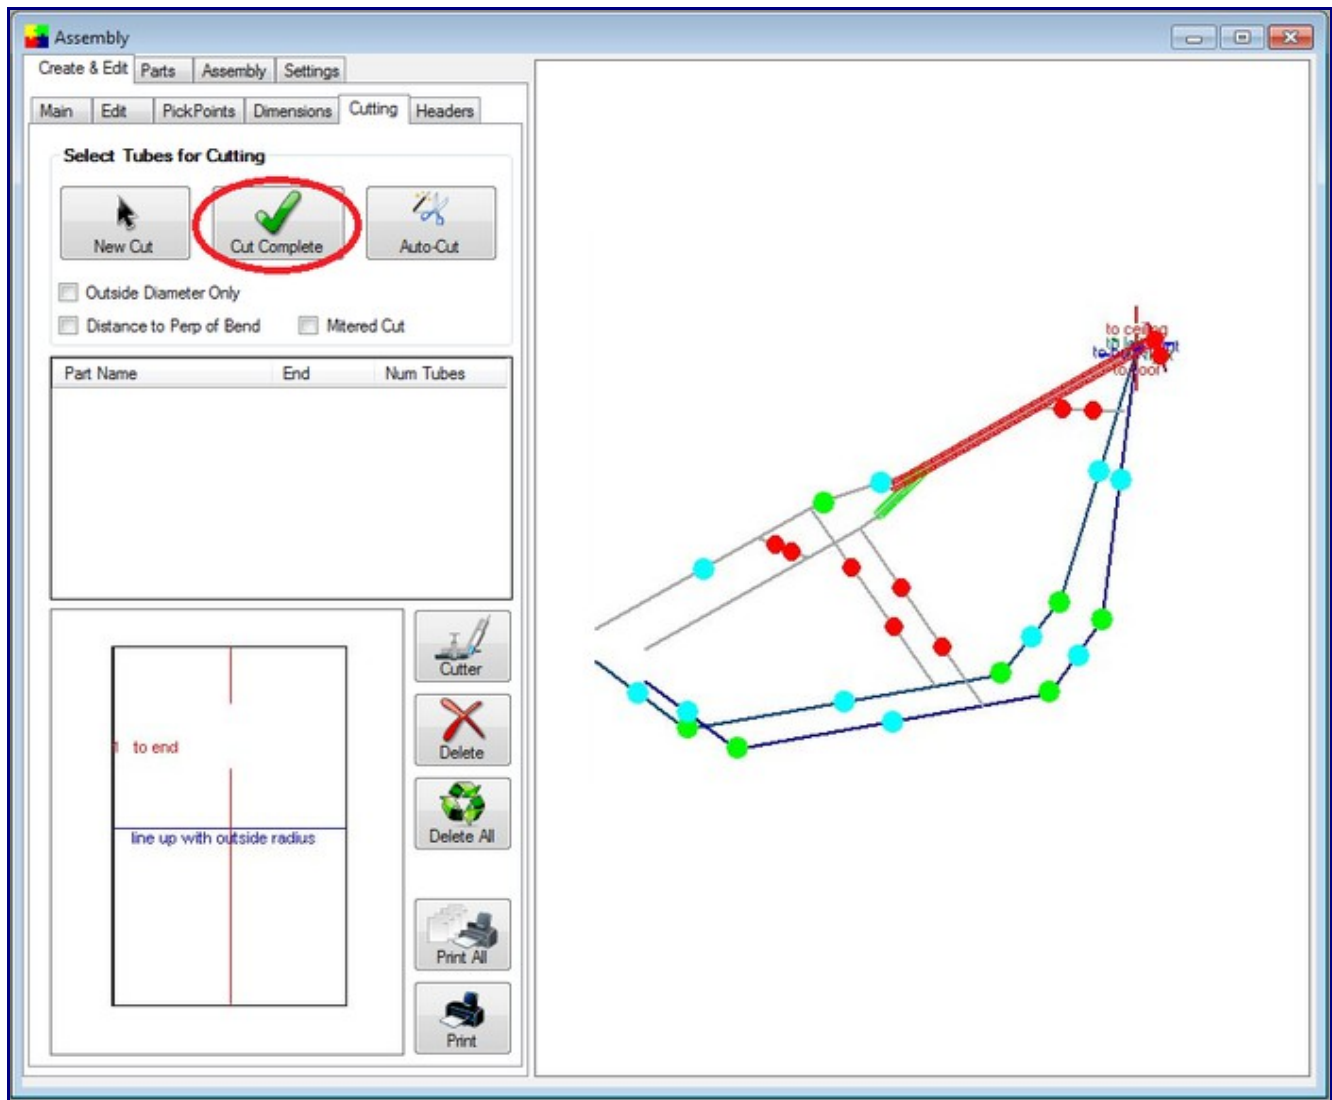 Assembly
Create & Edit Parts Assembly Settings
Main Edit PickPoints Dimensions Cutting Headers
Select Tubes for Cutting
New Cut Cut Complete Auto-Cut
Outside Diameter Only
Distance to Perp of Bend Mitered Cut
Part Name End Num Tubes
to end
line up with outside radius
Cutter
Delete
Delete All
Print All
Print
to ceiling